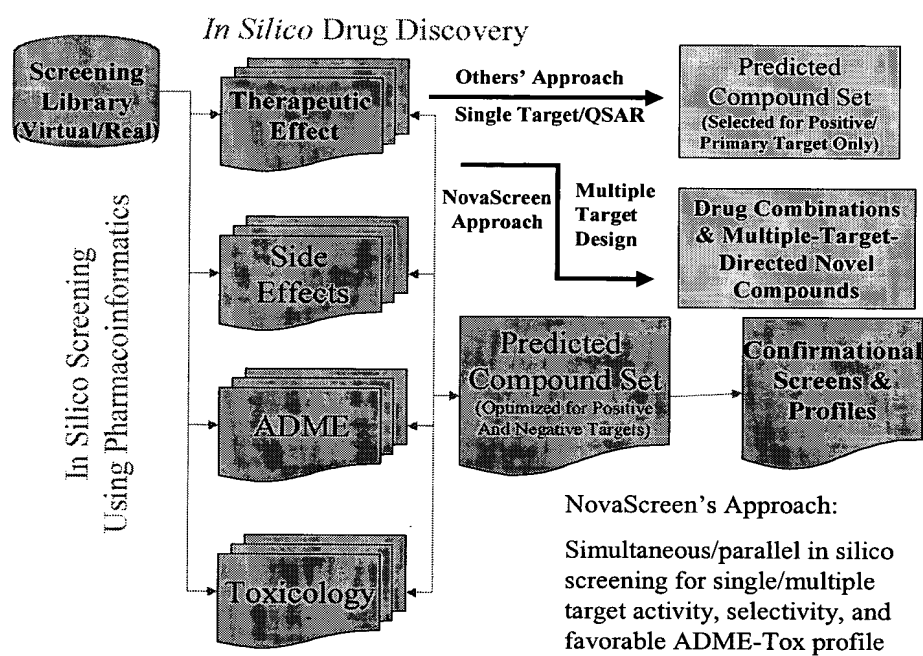 In Silico Drug Discovery
Screening
Library
(Virtual/Real)
Therapeutic
Effect
Others' Approach
Single Target/QSAR
Predicted
Compound Set
(Selected for Positive/
Primary Target Only)
NovaScreen
Approach
Multiple
Target
Design
Drug Combinations
& Multiple-Target-
Directed Novel
Compounds
Side
Effects
In Silico Screening
Using Pharmacoinformatics
Predicted
Compound Set
(Optimized for Positive
And Negative Targets)
Confirmational
Screens &
Profiles
ADME
Toxicology
NovaScreen's Approach:
Simultaneous/parallel in silico
screening for single/multiple
target activity, selectivity, and
favorable ADME-Tox profile